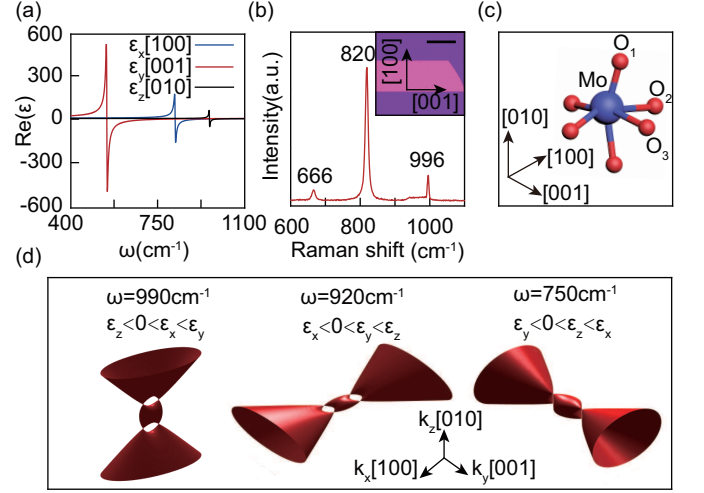 (a)
600
300
0
-300
-600
Re(ε)
εx[100]
εy[001]
εz[010]
400
750
1100
ω(cm-1)
(b)
Intensity(a.u.)
820
666
996
[100]
[001]
600
800
1000
Raman shift (cm-1)
(c)
O1
Mo
O2
O3
[010]
[100]
[001]
(d)
ω=990cm-1
εz<0<εx<εy
ω=920cm-1
εx<0<εy<εz
ω=750cm-1
εy<0<εz<εx
kz[010]
kx[100]
ky[001]